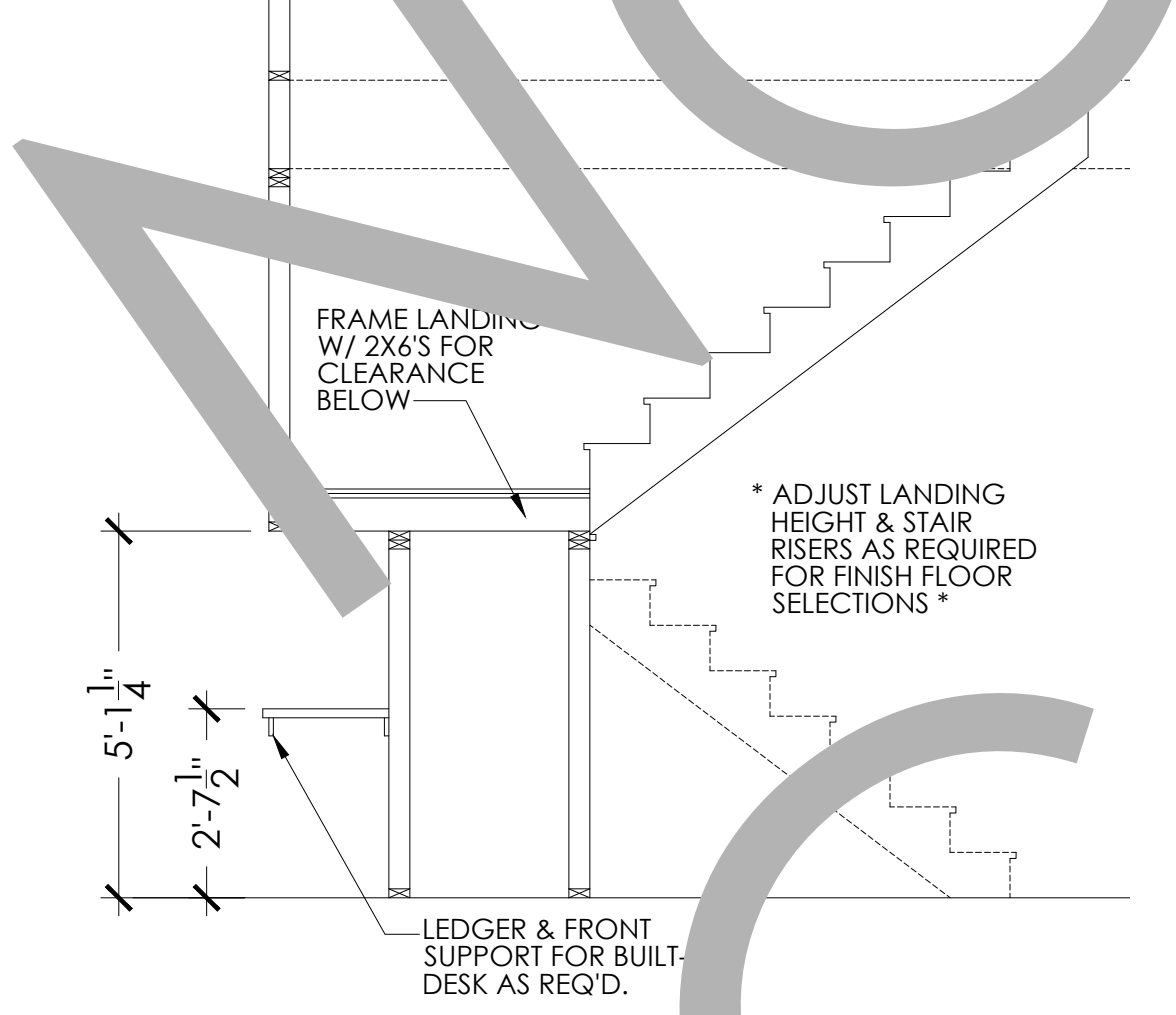 FRAME LANDING
W/ 2X6'S FOR
CLEARANCE
BELOW
* ADJUST LANDING
HEIGHT & STAIR
RISERS AS REQUIRED
FOR FINISH FLOOR
SELECTIONS *
5'-1 1/4"
2'-7 1/2"
LEDGER & FRONT
SUPPORT FOR BUILT-
DESK AS REQ'D.